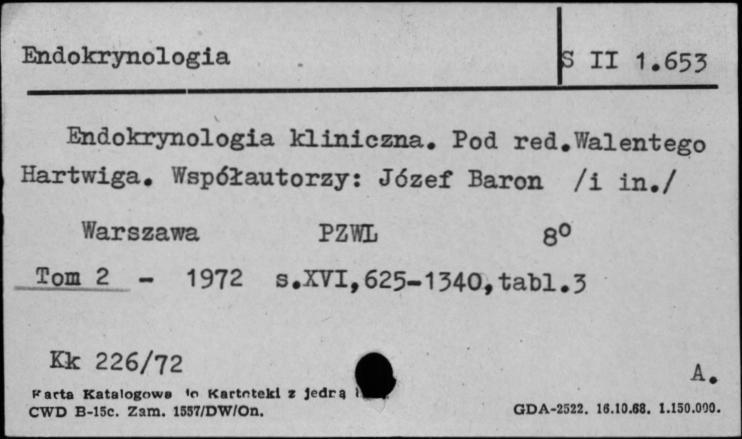 Endokrynologia
S II 1.653
Endokrynologia kliniczna. Pod red.Walentego
Hartwiga. Współautorzy: Józef Baron /i in./
Warszawa PZWL 8º
Tom 2 - 1972 s.XVI,625-1340,tabl.3
Kk 226/72
A.
Karta Katalogowa do Kartoteki z jedrą
CWD B-15c. Zam. 1557/DW/On.
GDA-2522. 16.10.68. 1.150.000.